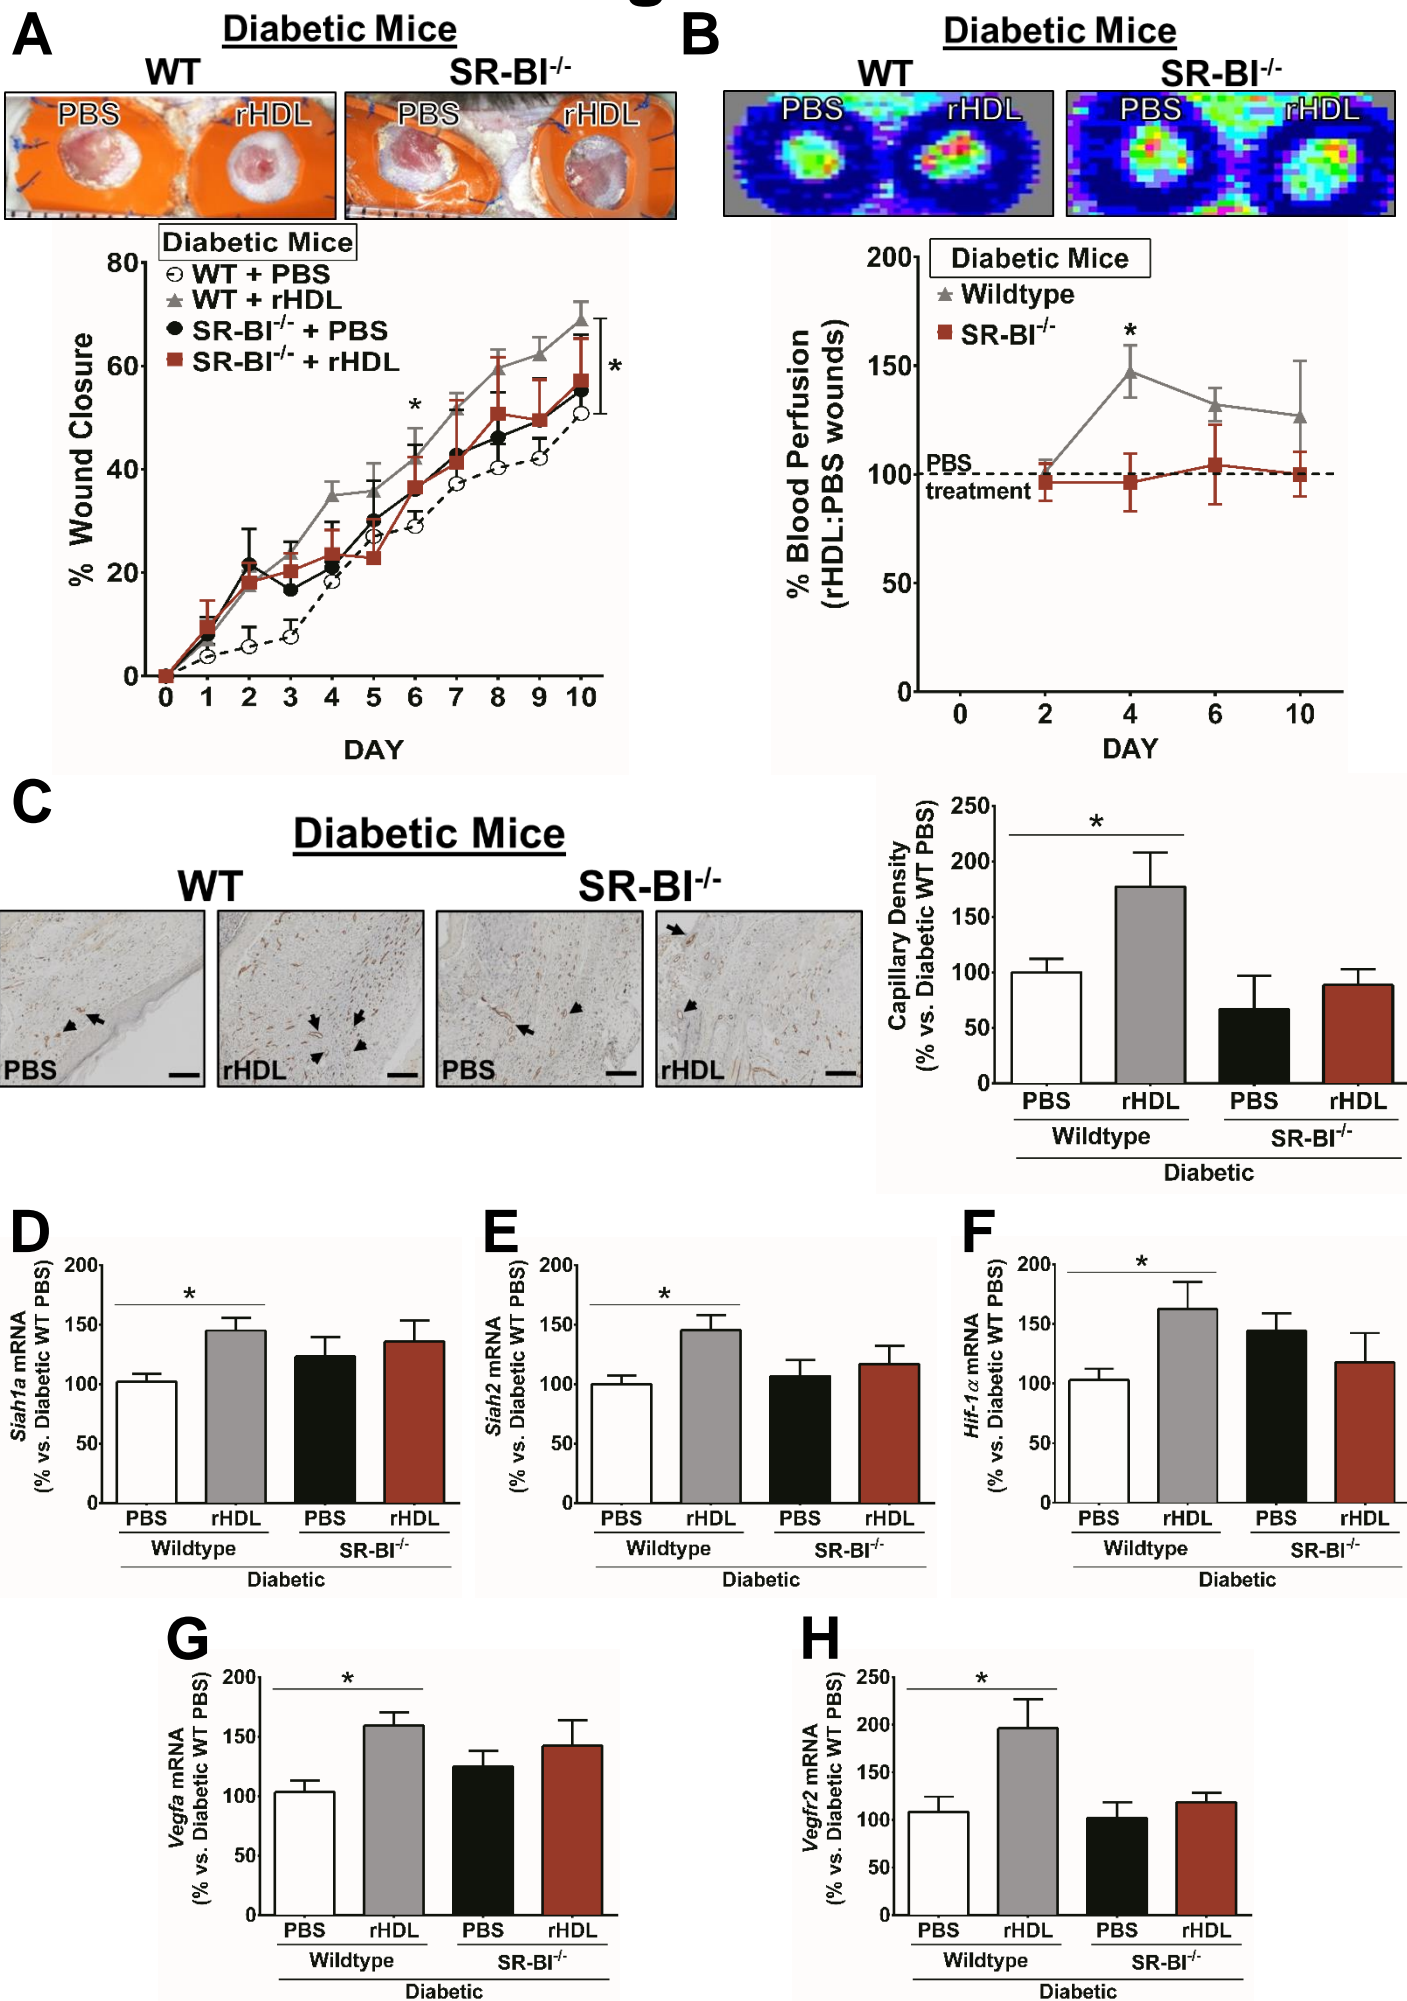 A
Diabetic Mice
WT
SR-BI-/-
PBS
rHDL
PBS
rHDL
Diabetic Mice
WT + PBS
WT + rHDL
SR-BI-/- + PBS
SR-BI-/- + rHDL
% Wound Closure
80
60
40
20
0
*
*
0 1 2 3 4 5 6 7 8 9 10
DAY
B
Diabetic Mice
WT
SR-BI-/-
PBS
rHDL
PBS
rHDL
Diabetic Mice
Wildtype
SR-BI-/-
% Blood Perfusion
(rHDL:PBS wounds)
200
150
100
50
0
*
PBS
treatment
0 2 4 6 10
DAY
C
Diabetic Mice
WT
SR-BI-/-
PBS
rHDL
PBS
rHDL
Capillary Density
(% vs. Diabetic WT PBS)
250
200
150
100
50
0
*
PBS rHDL PBS rHDL
Wildtype SR-BI-/-
Diabetic
D
Siah1a mRNA
(% vs. Diabetic WT PBS)
200
150
100
50
0
*
PBS rHDL PBS rHDL
Wildtype SR-BI-/-
Diabetic
E
Siah2 mRNA
(% vs. Diabetic WT PBS)
200
150
100
50
0
*
PBS rHDL PBS rHDL
Wildtype SR-BI-/-
Diabetic
F
Hif-1α mRNA
(% vs. Diabetic WT PBS)
200
150
100
50
0
*
PBS rHDL PBS rHDL
Wildtype SR-BI-/-
Diabetic
G
Vegfa mRNA
(% vs. Diabetic WT PBS)
200
150
100
50
0
*
PBS rHDL PBS rHDL
Wildtype SR-BI-/-
Diabetic
H
Vegfr2 mRNA
(% vs. Diabetic WT PBS)
250
200
150
100
50
0
*
PBS rHDL PBS rHDL
Wildtype SR-BI-/-
Diabetic